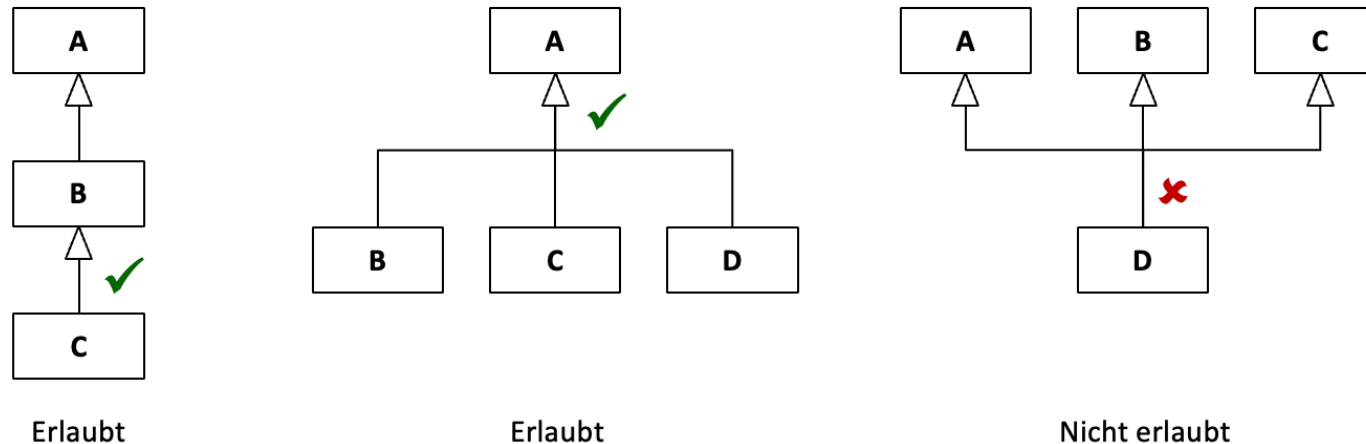 A
B
C
Erlaubt
A
B C D
Erlaubt
A B C
D
Nicht erlaubt